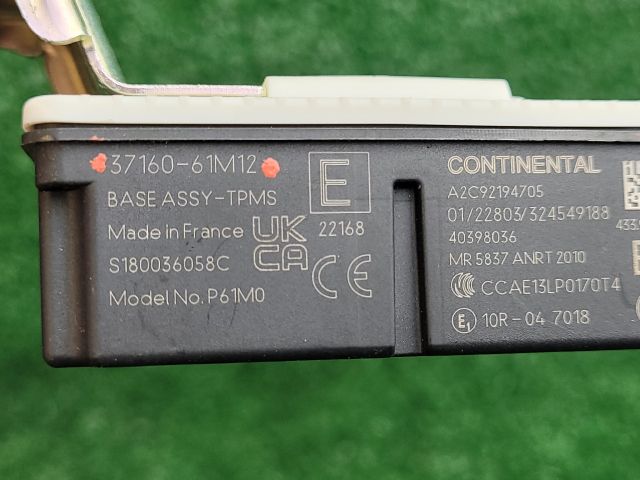 37160-61M12
BASE ASSY-TPMS
Made in France
S180036058C
Model No. P61M0
E
22168
UK
CA
CE
CONTINENTAL
A2C92194705
01/22803/324549188
40398036
MR 5837 ANRT 2010
CCAE13LP0170T4
E1 10R-04 7018
433.